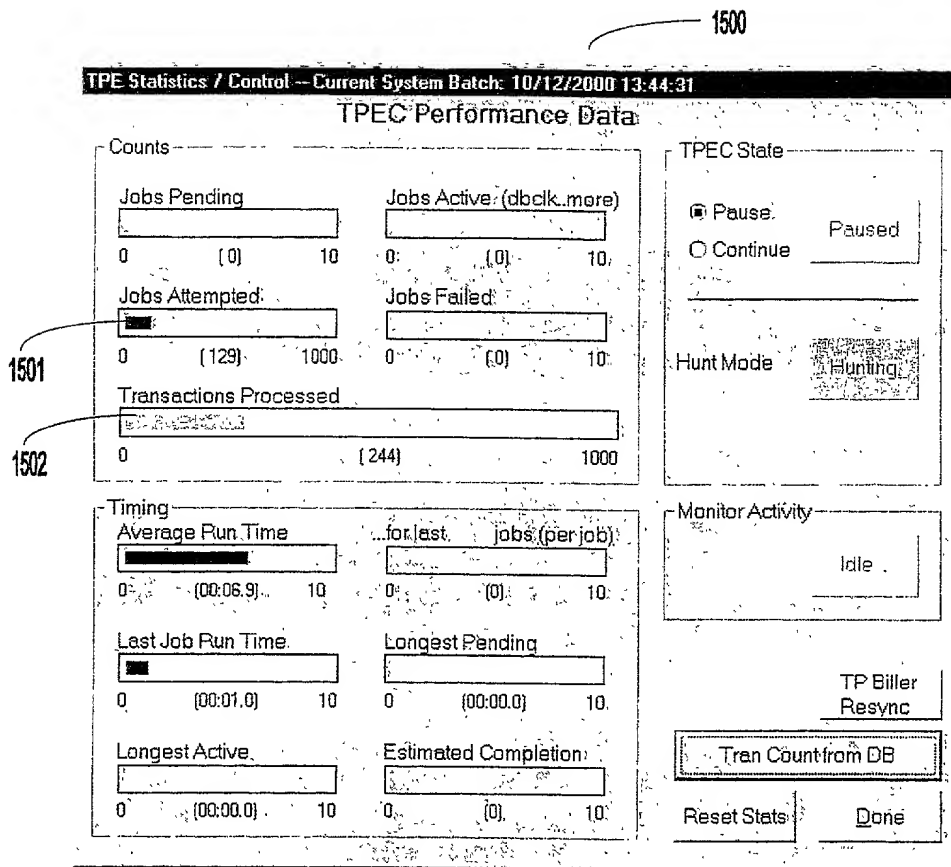 1500
TPE Statistics / Control -- Current System Batch: 10/12/2000 13:44:31
TPEC Performance Data
Counts
Jobs Pending
0 (0) 10
Jobs Active (dbclk..more)
0 (0) 10
Jobs Attempted
1501
0 (129) 1000
Jobs Failed
0 (0) 10
Transactions Processed
1502
0 (244) 1000
TPEC State
Pause
Continue
Paused
Hunt Mode
Hunting
Timing
Average Run Time
0 (00:06.9) 10
...for last jobs (per job)
0 (0) 10
Last Job Run Time
0 (00:01.0) 10
Longest Pending
0 (00:00.0) 10
Longest Active
0 (00:00.0) 10
Estimated Completion
0 (0) 10
Monitor Activity
Idle
TP Biller
Resync
Tran Count from DB
Reset Stats
Done